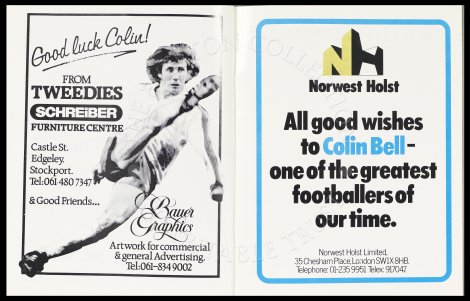 Good luck Colin!
FROM
TWEEDIES
SCHREIBER
FURNITURE CENTRE
Castle St.
Edgeley.
Stockport.
Tel:061 480 7347
& Good Friends...
Bauer
Graphics
Artwork for commercial
& general Advertising.
Tel:061-834 9002
NH
Norwest Holst
All good wishes
to Colin Bell-
one of the greatest
footballers of
our time.
Norwest Holst Limited,
35 Chesham Place, London SW1X 8HB.
Telephone: 01-235 9951 Telex: 917047